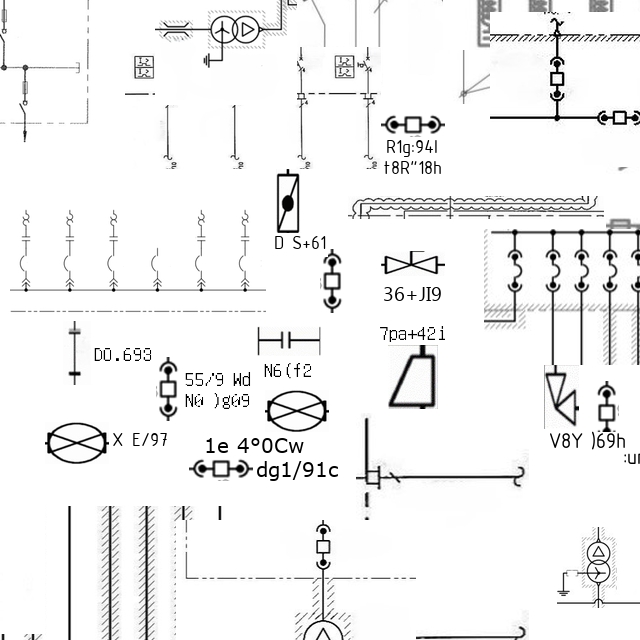 R1g:94l
t8R"18h
D S+61
36+JI9
7pa+42i
D0.693
N6(f2
55/9 Wd
N0 )g09
X E/97
1e 4°0Cw
dg1/91c
V8Y )69h
:ur